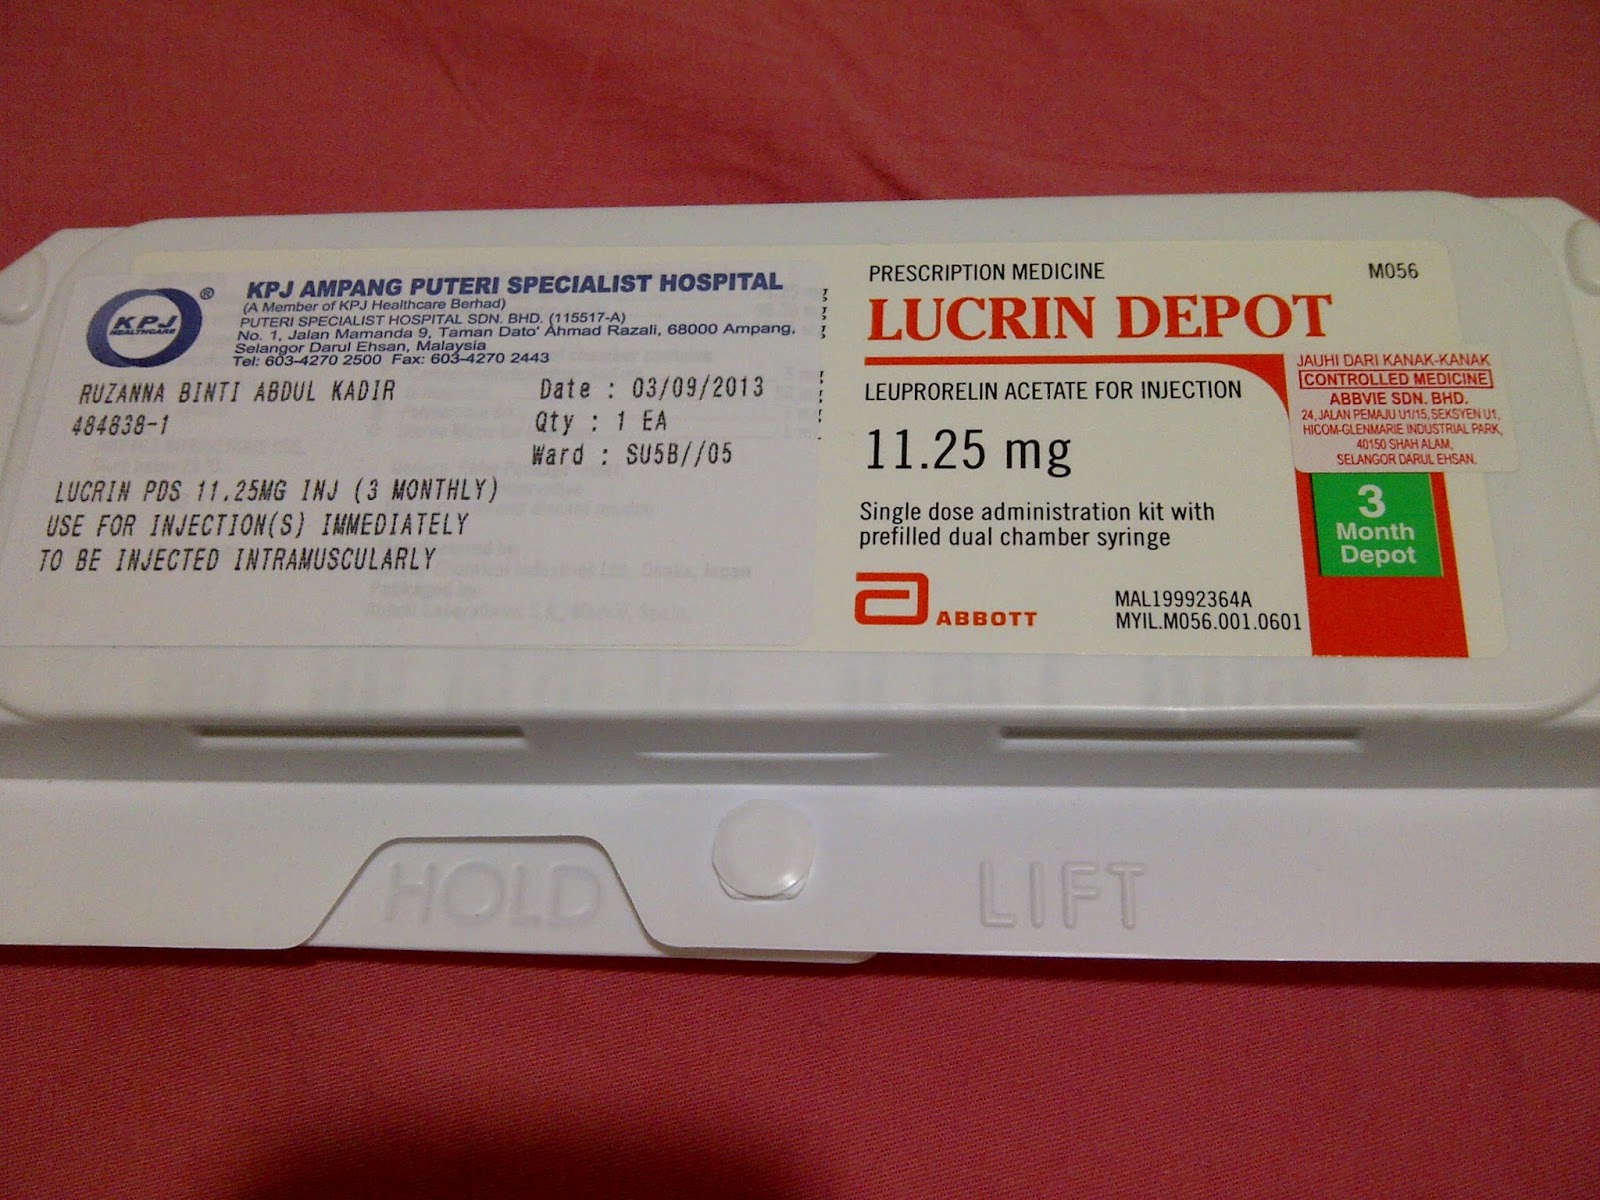 KPJ HEALTHCARE ®
KPJ AMPANG PUTERI SPECIALIST HOSPITAL
(A Member of KPJ Healthcare Berhad)
PUTERI SPECIALIST HOSPITAL SDN. BHD. (115517-A)
No. 1, Jalan Mamanda 9, Taman Dato' Ahmad Razali, 68000 Ampang,
Selangor Darul Ehsan, Malaysia
Tel: 603-4270 2500 Fax: 603-4270 2443
RUZANNA BINTI ABDUL KADIR
484838-1
Date : 03/09/2013
Qty : 1 EA
Ward : SU5B//05
LUCRIN PDS 11.25MG INJ (3 MONTHLY)
USE FOR INJECTION(S) IMMEDIATELY
TO BE INJECTED INTRAMUSCULARLY
PRESCRIPTION MEDICINE
M056
LUCRIN DEPOT
LEUPRORELIN ACETATE FOR INJECTION
11.25 mg
Single dose administration kit with
prefilled dual chamber syringe
ABBOTT
MAL19992364A
MYIL.M056.001.0601
JAUHI DARI KANAK-KANAK
CONTROLLED MEDICINE
ABBVIE SDN. BHD.
24, JALAN PEMAJU U1/15, SEKSYEN U1,
HICOM-GLENMARIE INDUSTRIAL PARK,
40150 SHAH ALAM,
SELANGOR DARUL EHSAN.
3
Month
Depot
HOLD
LIFT